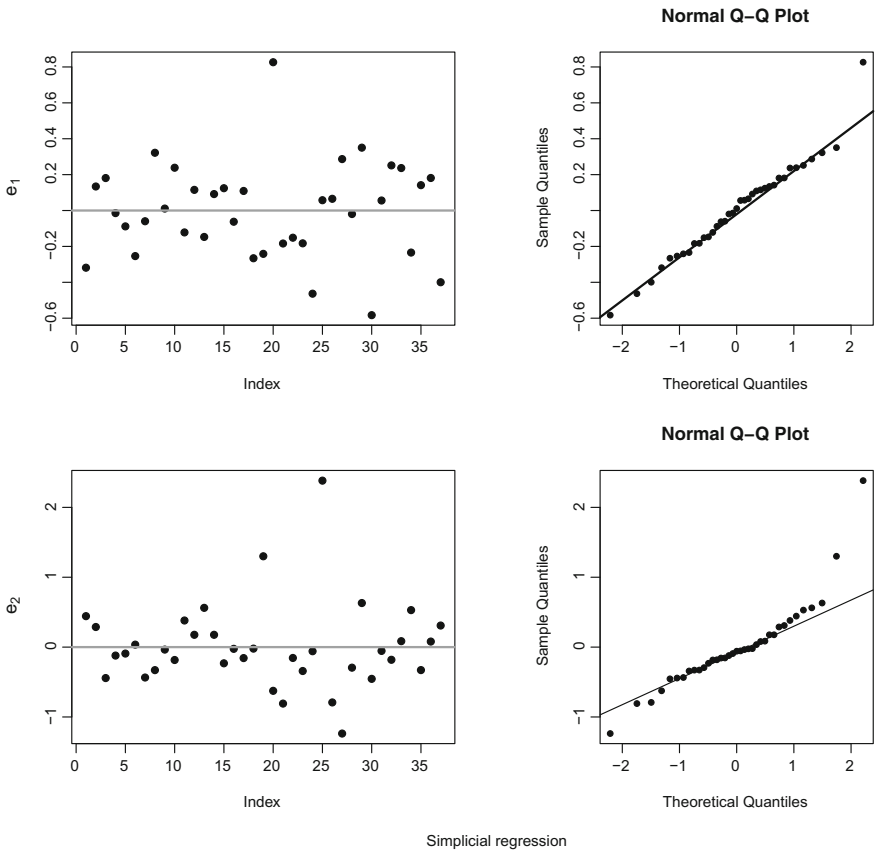 Normal Q−Q Plot
e1
0.8
0.6
0.4
0.2
−0.2
−0.6
0 5 10 15 20 25 30 35
Index
Sample Quantiles
0.8
0.6
0.4
0.2
−0.2
−0.6
−2 −1 0 1 2
Theoretical Quantiles
Normal Q−Q Plot
e2
2
1
0
−1
0 5 10 15 20 25 30 35
Index
Sample Quantiles
2
1
0
−1
−2 −1 0 1 2
Theoretical Quantiles
Simplicial regression